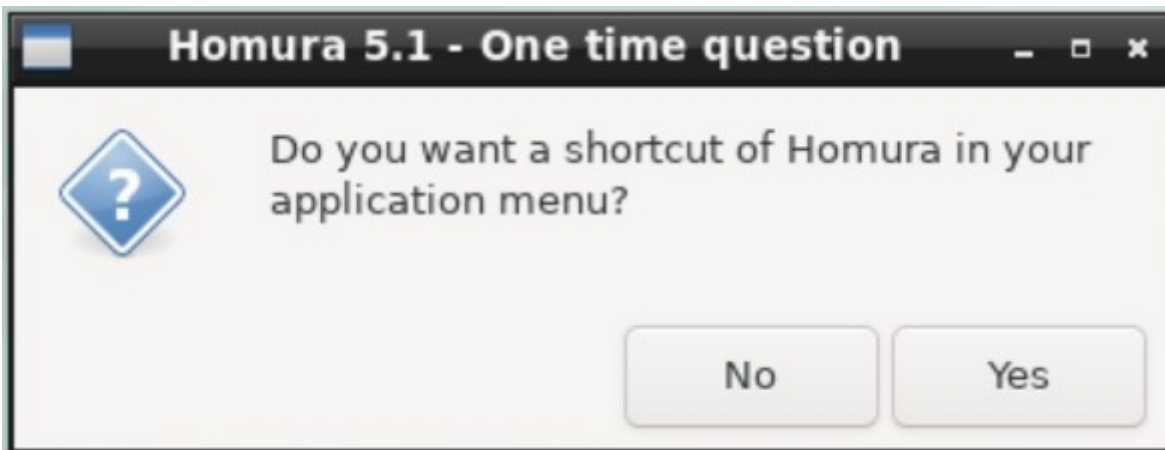 Homura 5.1 - One time question
Do you want a shortcut of Homura in your
application menu?
No
Yes